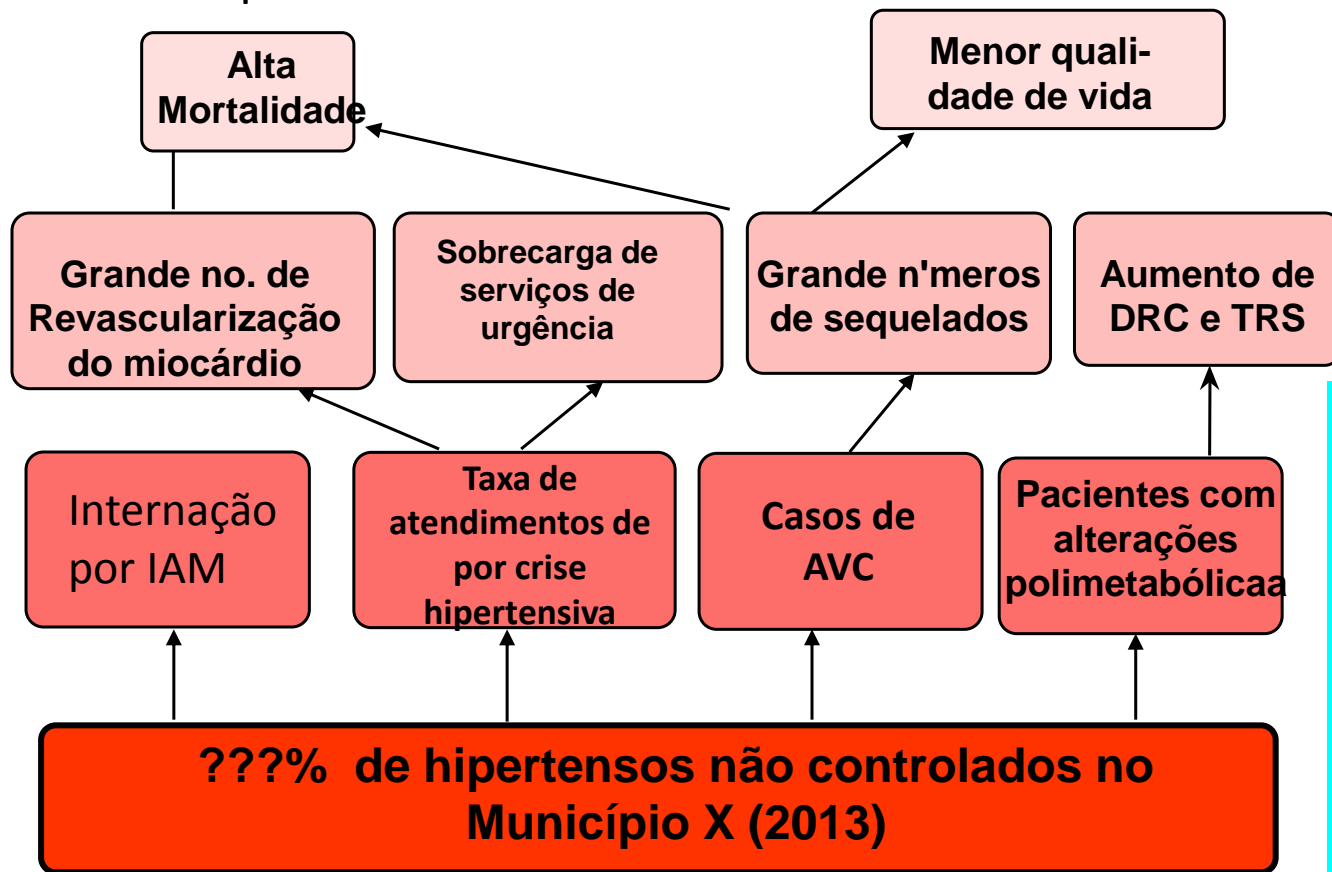 Alta
Mortalidade
Menor quali-
dade de vida
Grande no. de
Revascularização
do miocárdio
Sobrecarga de
serviços de
urgência
Grande n'meros
de sequelados
Aumento de
DRC e TRS
Internação
por IAM
Taxa de
atendimentos de
por crise
hipertensiva
Casos de
AVC
Pacientes com
alterações
polimetabólicaa
???% de hipertensos não controlados no
Município X (2013)